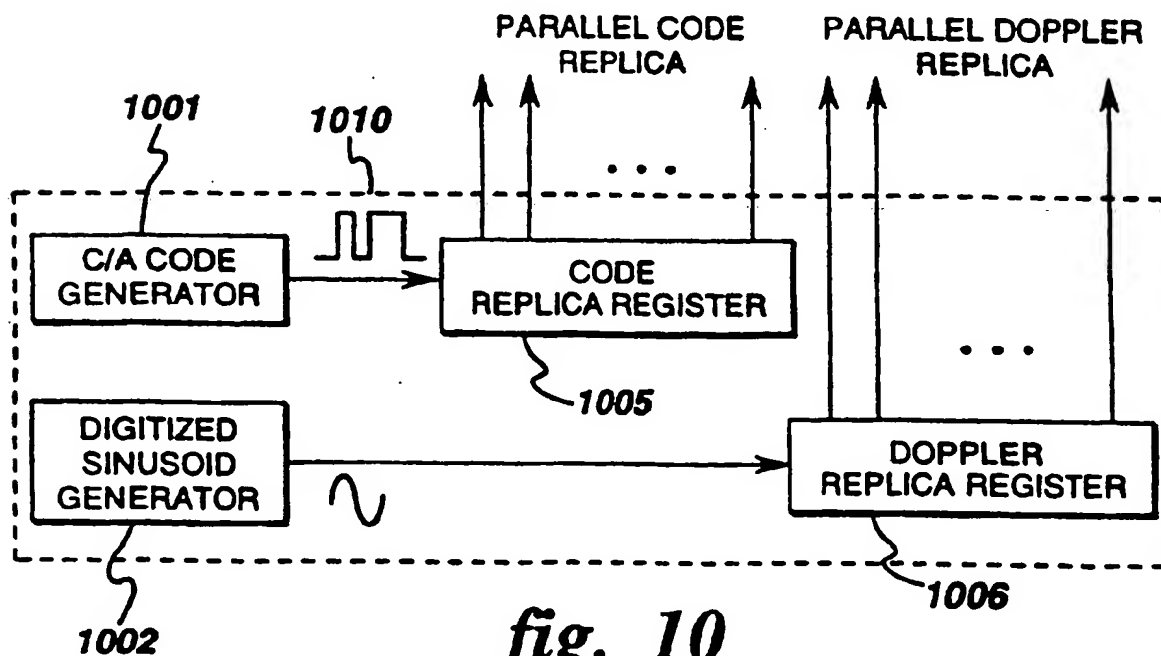 PARALLEL CODE
REPLICA
PARALLEL DOPPLER
REPLICA
1001
1010
C/A CODE
GENERATOR
CODE
REPLICA REGISTER
1005
DIGITIZED
SINUSOID
GENERATOR
DOPPLER
REPLICA REGISTER
1002
1006
fig. 10